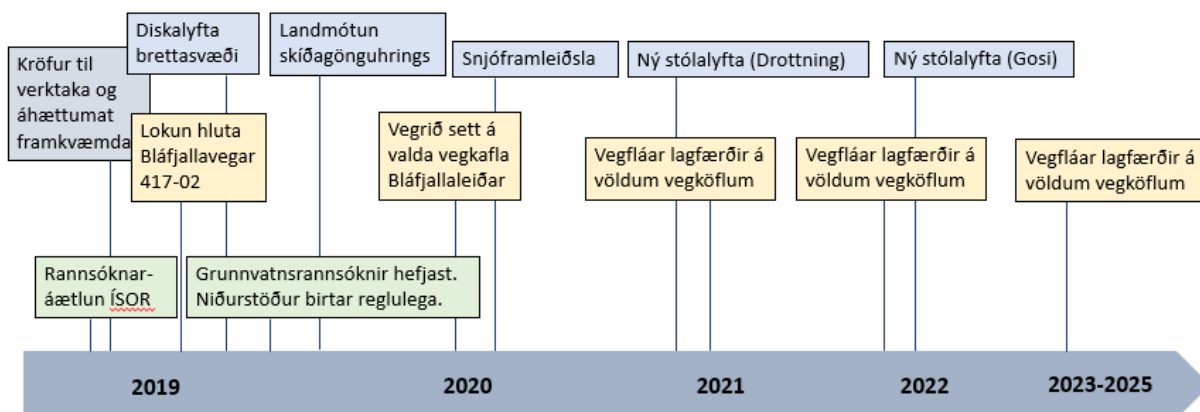 Kröfur til
verktaka og
áhættumat
framkvæmda
Diskalyfta
brettasvæði
Landmótun
skíðagönguhrings
Snjóframleiðsla
Ný stólalyfta (Drottning)
Ný stólalyfta (Gosi)
Lokun hluta
Bláfjallavegar
417-02
Vegrið sett á
valda vegkafla
Bláfjallaleiðar
Vegfláar lagfærðir á
völdum vegköflum
Vegfláar lagfærðir á
völdum vegköflum
Vegfláar lagfærðir á
völdum vegköflum
Rannsóknar-
áætlun ÍSOR
Grunnvatnsrannsóknir hefjast.
Niðurstöður birtar reglulega.
2019
2020
2021
2022
2023-2025